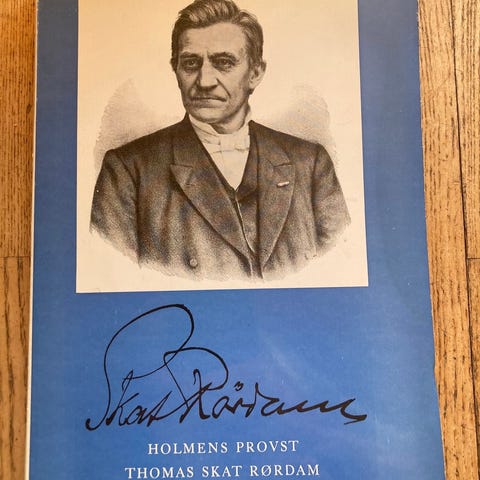 Skat Rørdam
HOLMENS PROVST
THOMAS SKAT RØRDAM